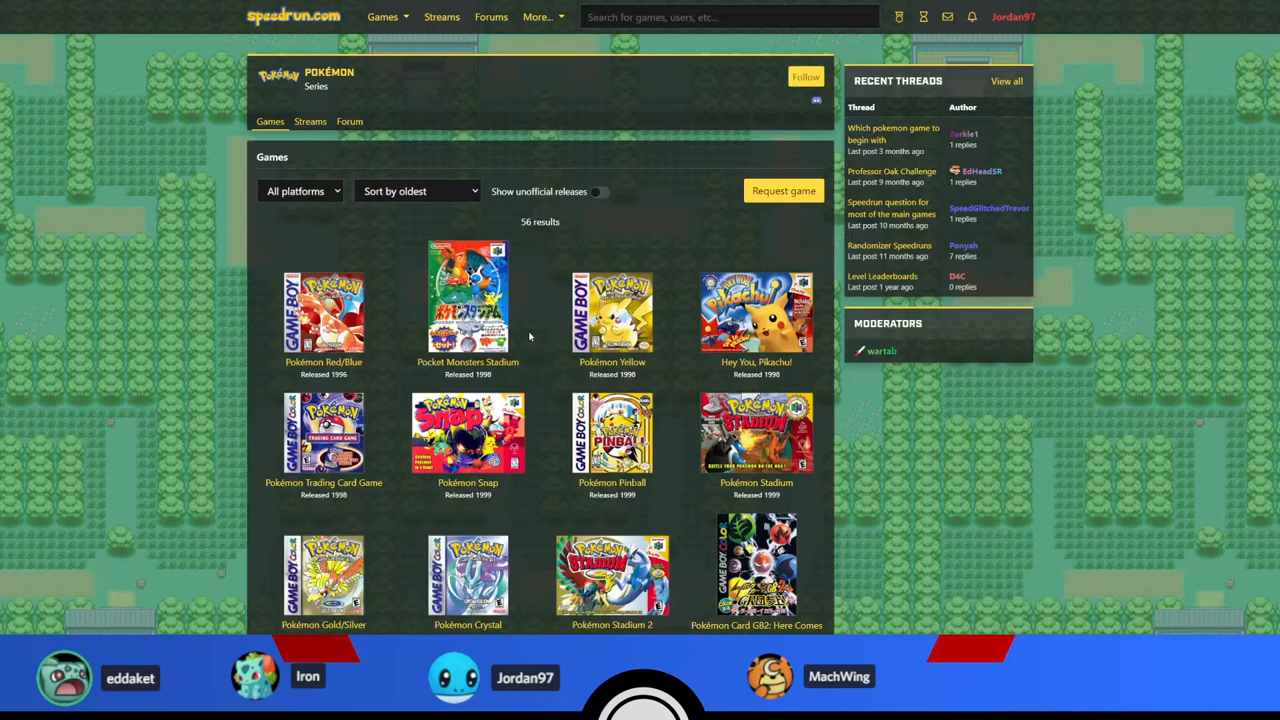 speedrun.com Games Streams Forums More... Search for games, users, etc... Jordan97
POKÉMON
Series
Follow
Games Streams Forum
Games
All platforms Sort by oldest Show unofficial releases Request game
56 results
Pokémon Red/Blue
Released 1996
Pocket Monsters Stadium
Released 1998
Pokémon Yellow
Released 1998
Hey You, Pikachu!
Released 1998
Pokémon Trading Card Game
Released 1998
Pokémon Snap
Released 1999
Pokémon Pinball
Released 1999
Pokémon Stadium
Released 1999
Pokémon Gold/Silver
Pokémon Crystal
Pokémon Stadium 2
Pokémon Card GB2: Here Comes
RECENT THREADS View all
Thread Author
Which pokemon game to
begin with
Last post 3 months ago
Zorkle1
1 replies
Professor Oak Challenge
Last post 9 months ago
EdHeadSR
1 replies
Speedrun question for
most of the main games
Last post 10 months ago
SpeedGlitchedTrevor
1 replies
Randomizer Speedruns
Last post 11 months ago
Ponyah
7 replies
Level Leaderboards
Last post 1 year ago
D4C
0 replies
MODERATORS
wartab
eddaket
Iron
Jordan97
MachWing